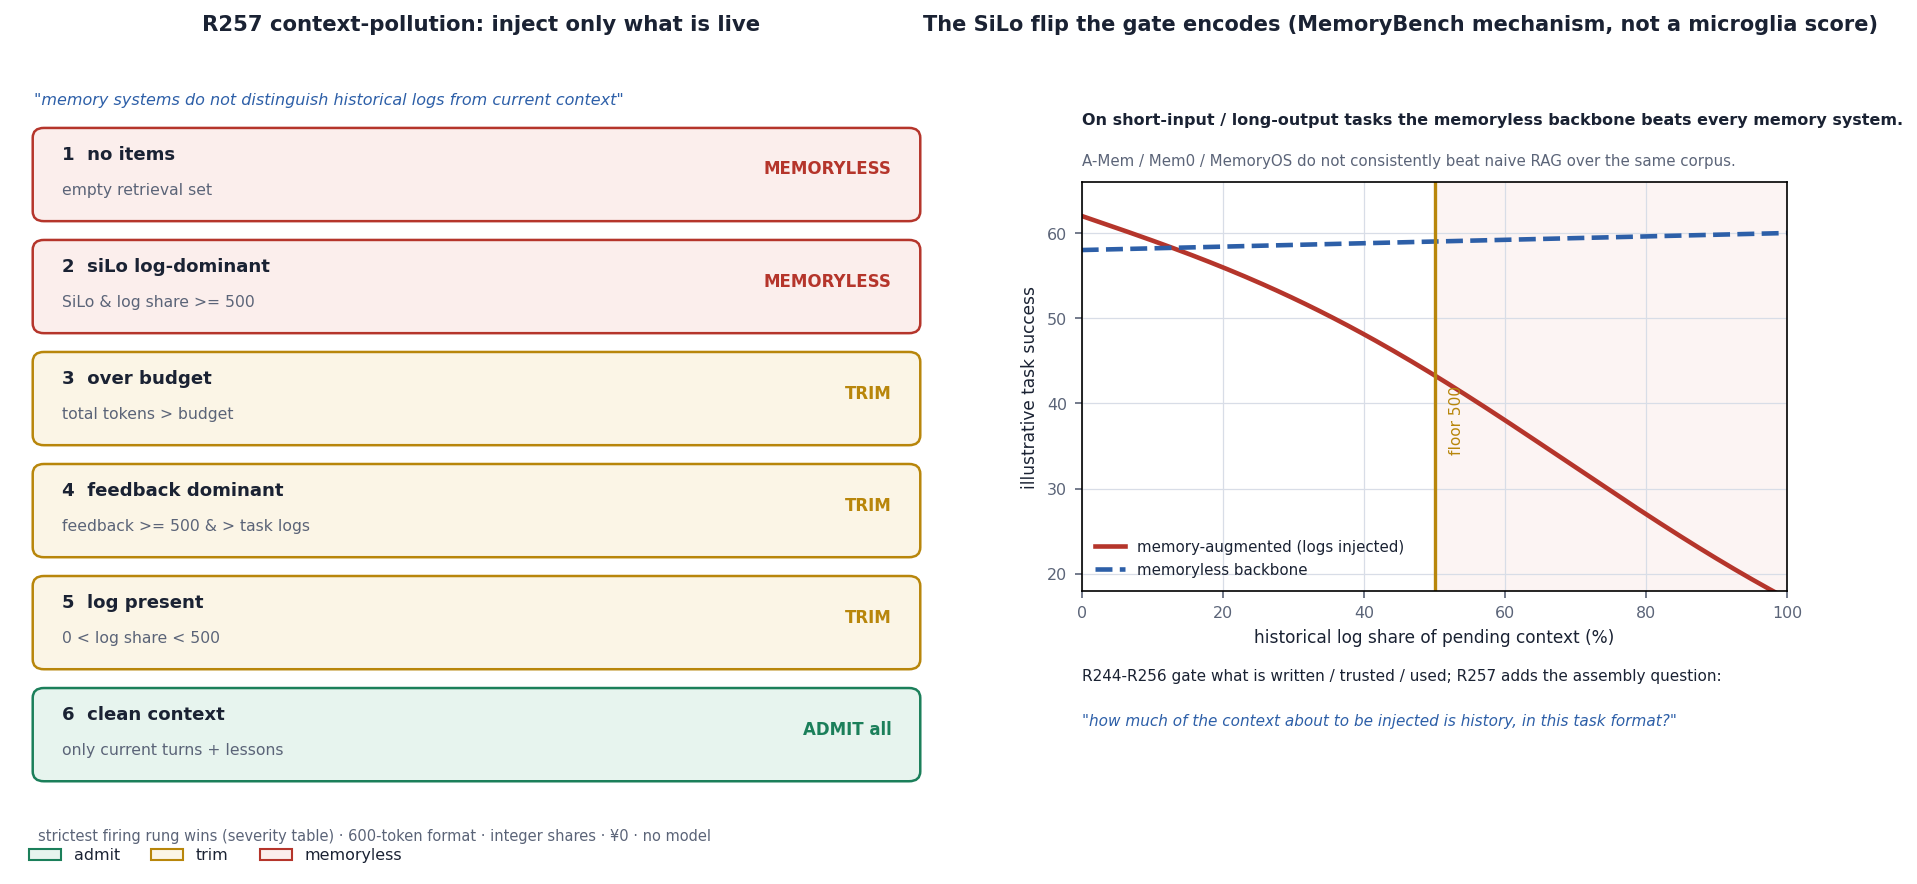 R257 context-pollution: inject only what is live
"memory systems do not distinguish historical logs from current context"
1 no items
empty retrieval set
MEMORYLESS
2 siLo log-dominant
SiLo & log share >= 500
MEMORYLESS
3 over budget
total tokens > budget
TRIM
4 feedback dominant
feedback >= 500 & > task logs
TRIM
5 log present
0 < log share < 500
TRIM
6 clean context
only current turns + lessons
ADMIT all
strictest firing rung wins (severity table) · 600-token format · integer shares · ¥0 · no model
admit
trim
memoryless
The SiLo flip the gate encodes (MemoryBench mechanism, not a microglia score)
On short-input / long-output tasks the memoryless backbone beats every memory system.
A-Mem / Mem0 / MemoryOS do not consistently beat naive RAG over the same corpus.
illustrative task success
60
50
40
30
20
floor 500
memory-augmented (logs injected)
memoryless backbone
0 20 40 60 80 100
historical log share of pending context (%)
R244-R256 gate what is written / trusted / used; R257 adds the assembly question:
"how much of the context about to be injected is history, in this task format?"